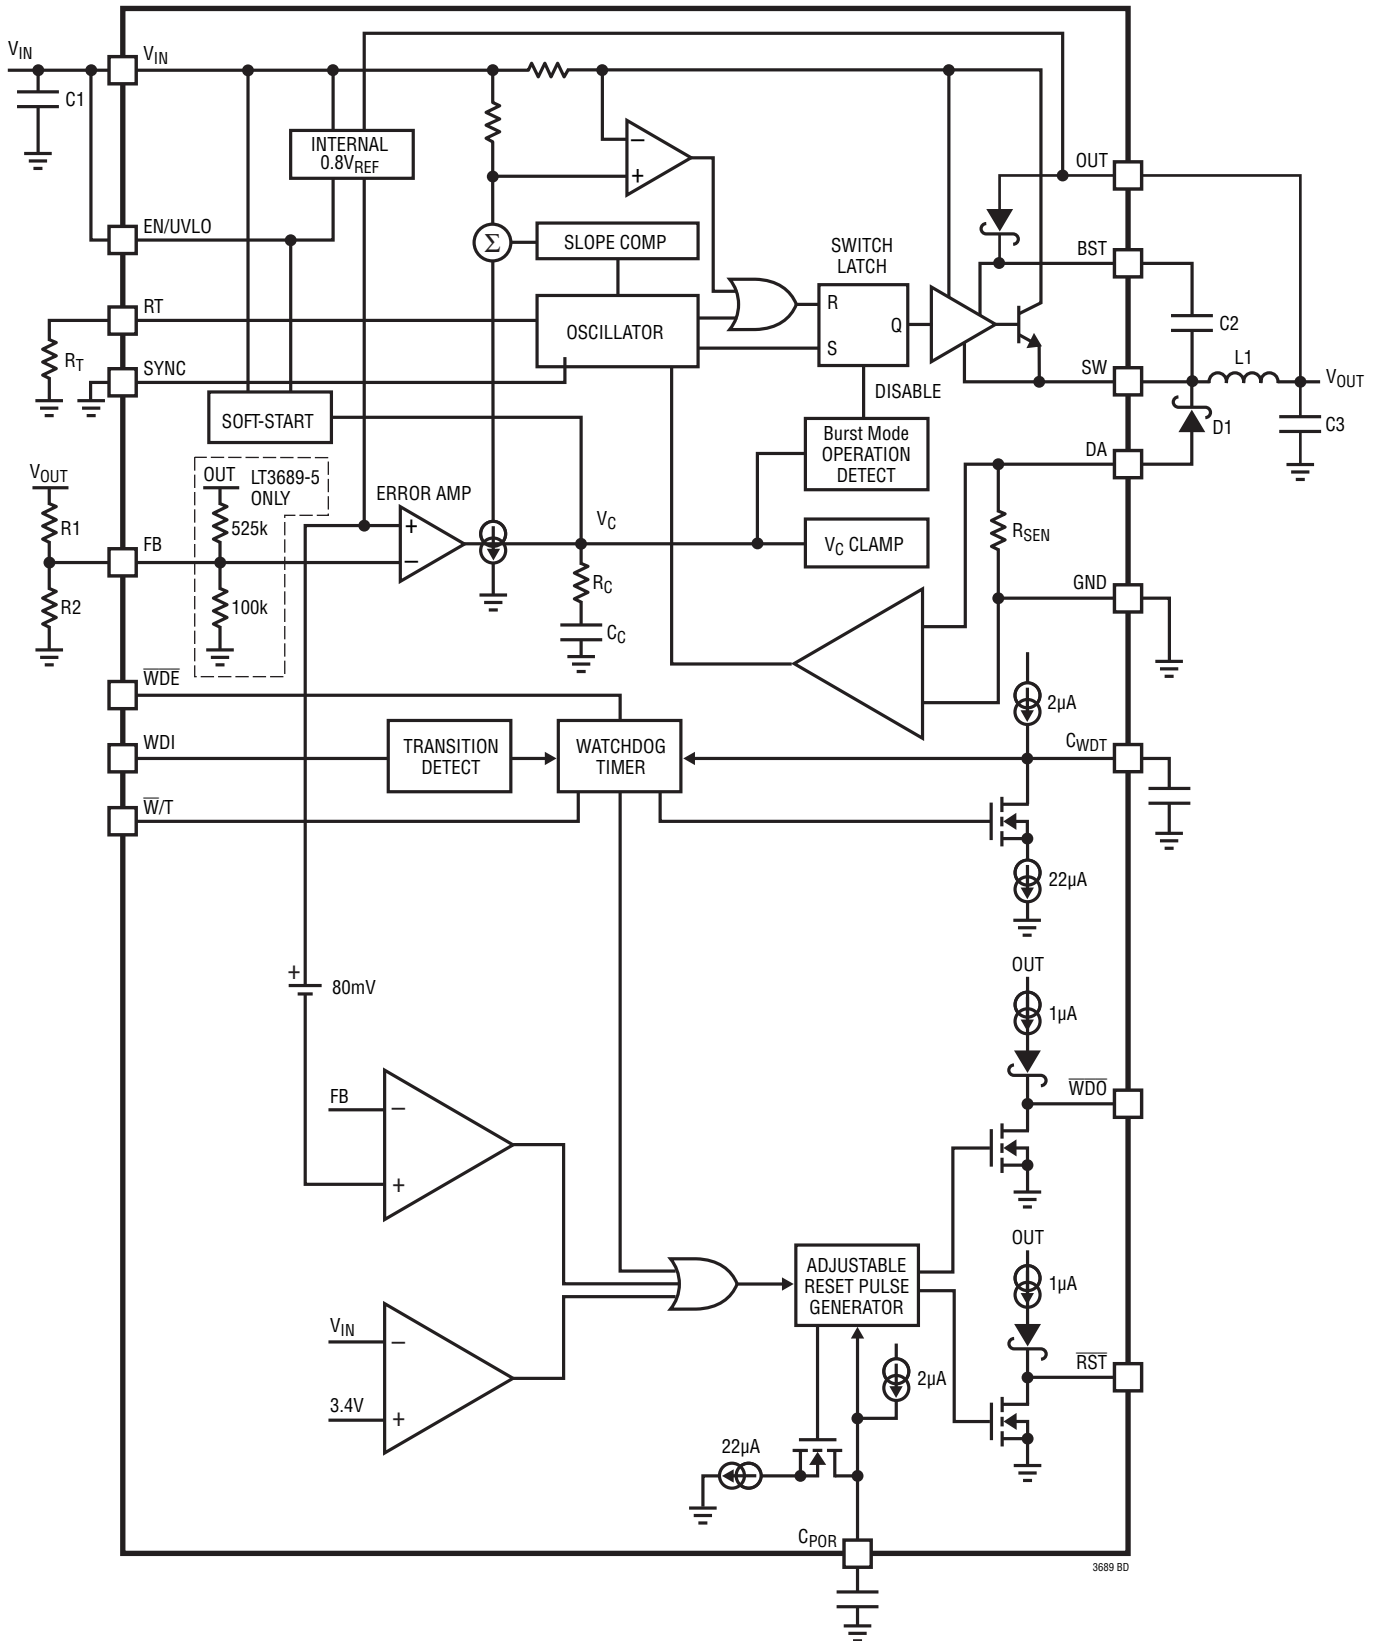 VIN
VIN
C1
INTERNAL
0.8VREF
−
+
OUT
EN/UVLO
Σ
SLOPE COMP
SWITCH
LATCH
BST
RT
OSCILLATOR
R
Q
S
C2
RT
SYNC
SW
L1
VOUT
DISABLE
SOFT-START
Burst Mode
OPERATION
DETECT
D1
C3
DA
VOUT
OUT
LT3689-5
ONLY
ERROR AMP
R1
525k
+
VC
RSEN
FB
−
VC CLAMP
R2
100k
RC
GND
CC
WDE
2µA
WDI
TRANSITION
DETECT
WATCHDOG
TIMER
CWDT
W/T
22µA
OUT
+
80mV
1µA
FB
−
WDO
+
OUT
ADJUSTABLE
RESET PULSE
GENERATOR
1µA
VIN
−
RST
2µA
3.4V
+
22µA
CPOR
3689 BD